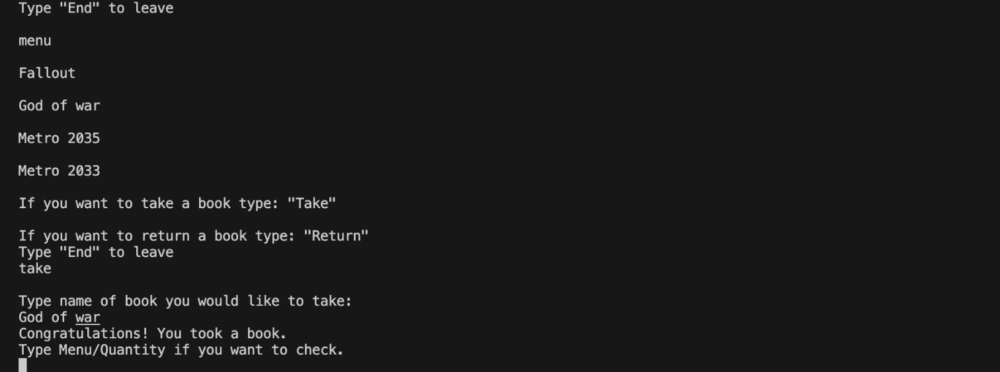 Type "End" to leave
menu
Fallout
God of war
Metro 2035
Metro 2033
If you want to take a book type: "Take"
If you want to return a book type: "Return"
Type "End" to leave
take
Type name of book you would like to take:
God of war
Congratulations! You took a book.
Type Menu/Quantity if you want to check.